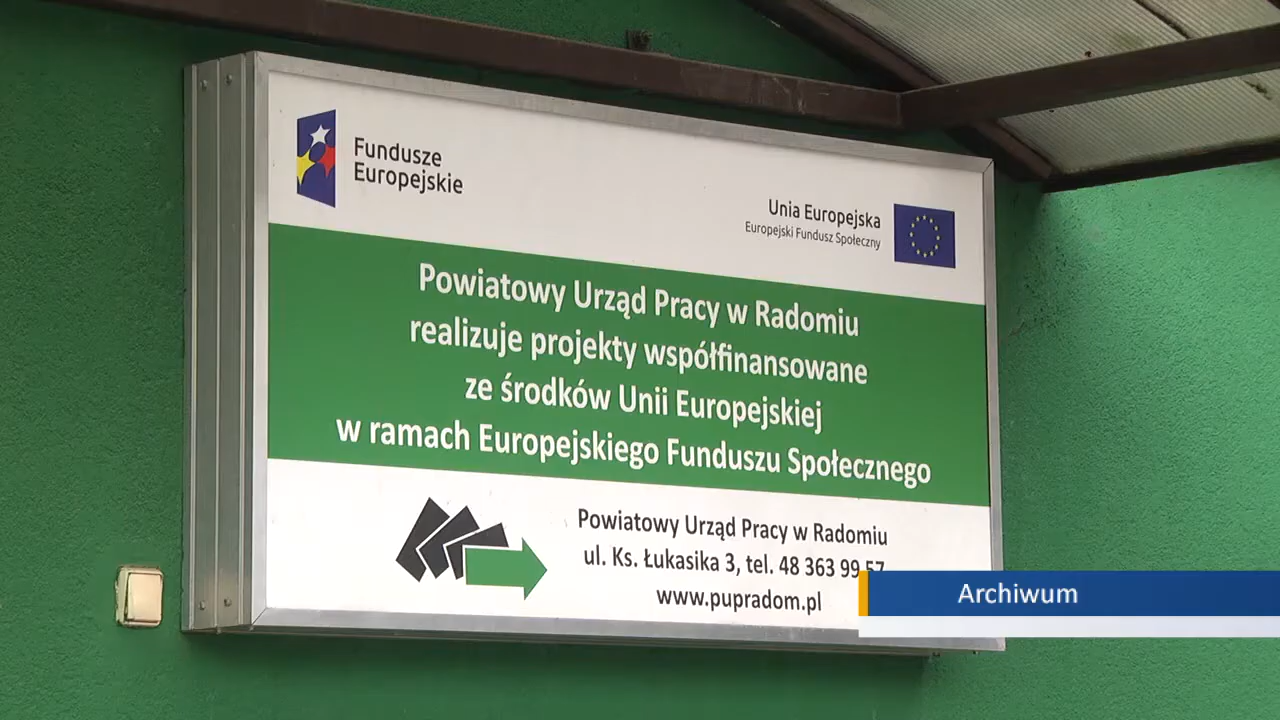 Fundusze
Europejskie
Unia Europejska
Europejski Fundusz Społeczny
Powiatowy Urząd Pracy w Radomiu
realizuje projekty współfinansowane
ze środków Unii Europejskiej
w ramach Europejskiego Funduszu Społecznego
Powiatowy Urząd Pracy w Radomiu
ul. Ks. Łukasika 3, tel. 48 363 99 57
www.pupradom.pl
Archiwum